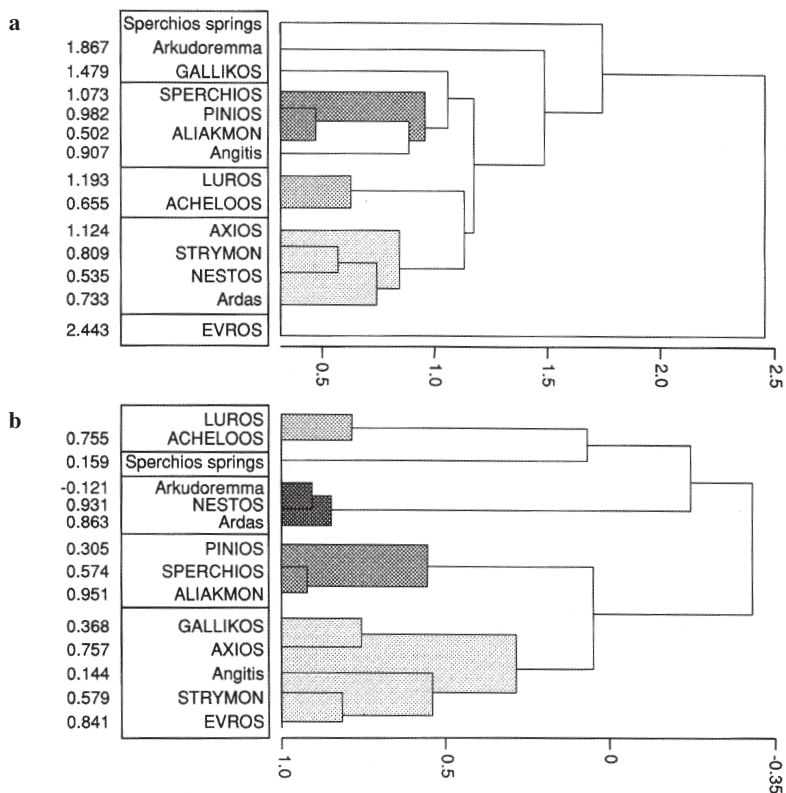 a
Sperchios springs
1.867 Arkudoremma
1.479 GALLIKOS
1.073 SPERCHIOS
0.982 PINIOS
0.502 ALIAKMON
0.907 Angitis
1.193 LUROS
0.655 ACHELOOS
1.124 AXIOS
0.809 STRYMON
0.535 NESTOS
0.733 Ardas
2.443 EVROS
0.5 1.0 1.5 2.0 2.5
b
LUROS
0.755 ACHELOOS
0.159 Sperchios springs
-0.121 Arkudoremma
0.931 NESTOS
0.863 Ardas
0.305 PINIOS
0.574 SPERCHIOS
0.951 ALIAKMON
0.368 GALLIKOS
0.757 AXIOS
0.144 Angitis
0.579 STRYMON
0.841 EVROS
1.0 0.5 0 -0.35